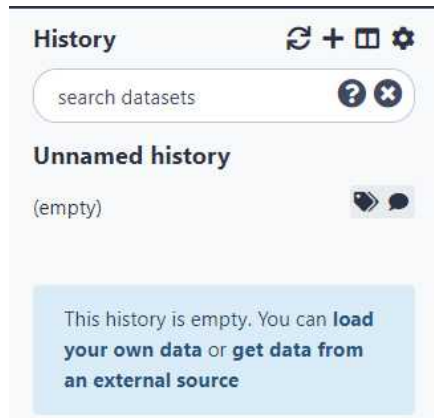 History
search datasets
Unnamed history
(empty)
This history is empty. You can load
your own data or get data from
an external source